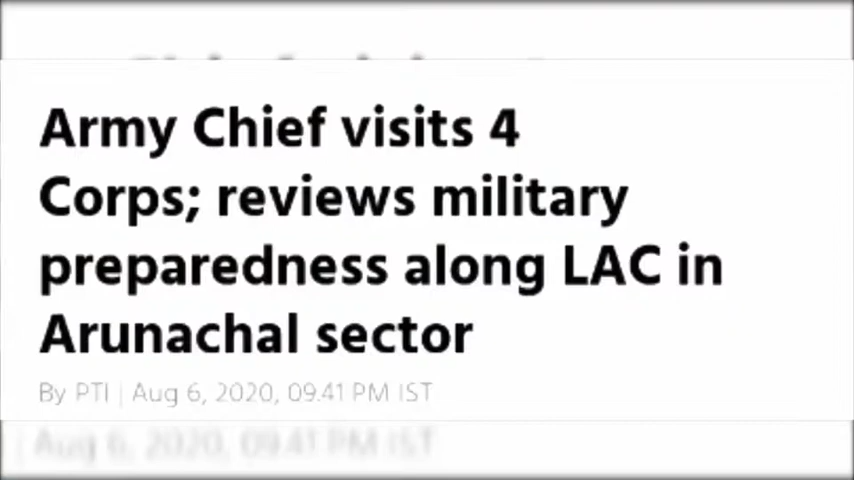 Army Chief visits 4
Corps; reviews military
preparedness along LAC in
Arunachal sector
By PTI | Aug 6, 2020, 09.41 PM IST
Aug 6, 2020, 09.41 PM IST